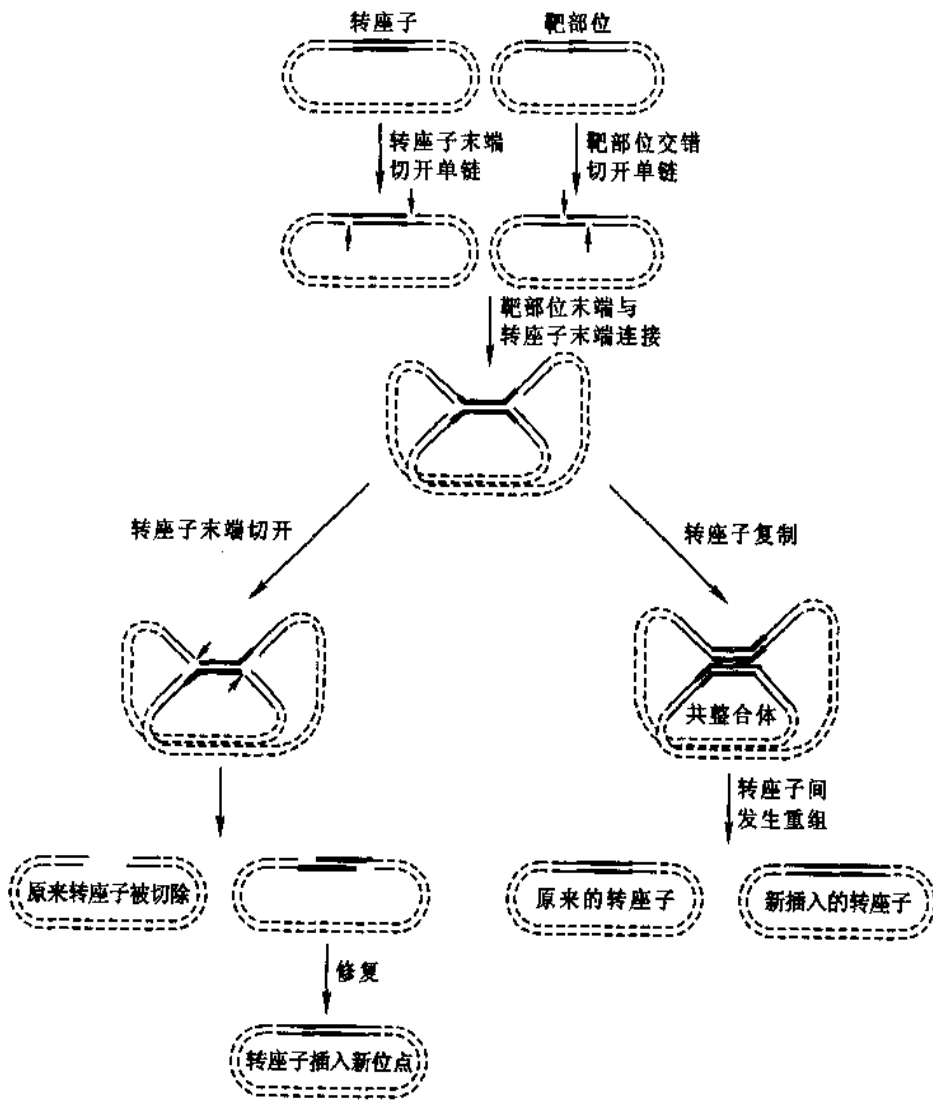 转座子
靶部位
转座子末端
切开单链
靶部位交错
切开单链
靶部位末端与
转座子末端连接
转座子末端切开
转座子复制
共整合体
转座子间
发生重组
原来转座子被切除
原来的转座子
新插入的转座子
修复
转座子插入新位点